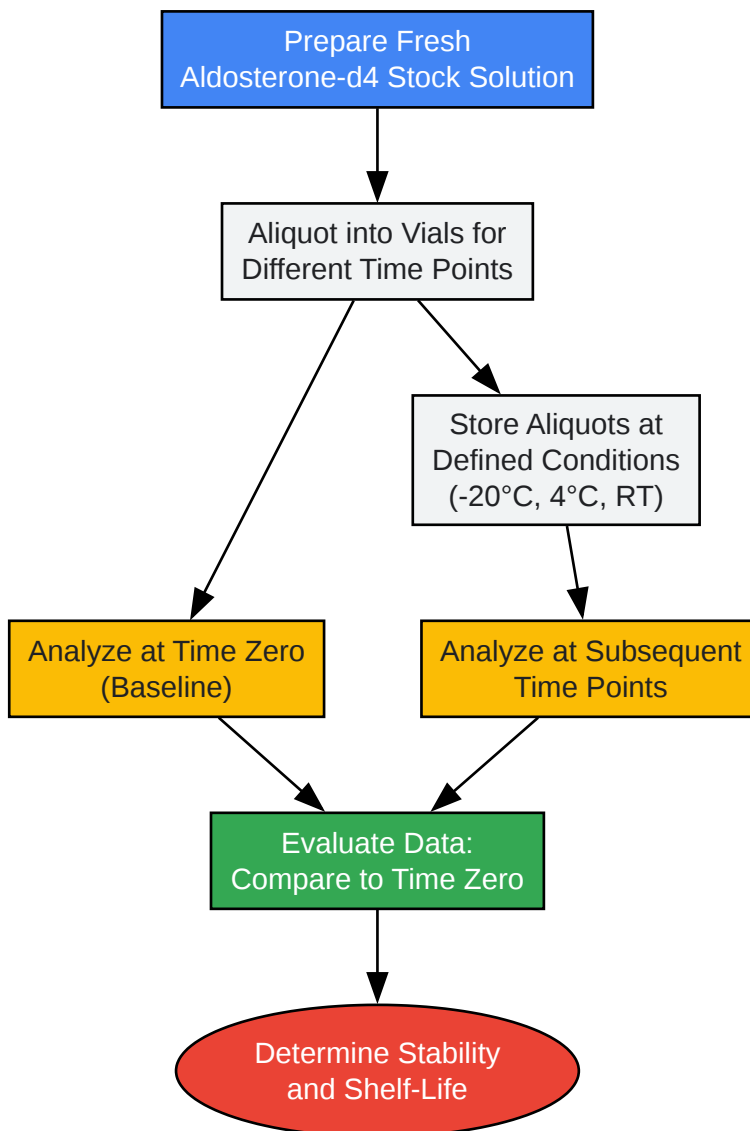 Prepare Fresh
Aldosterone-d4 Stock Solution
Aliquot into Vials for
Different Time Points
Store Aliquots at
Defined Conditions
(-20°C, 4°C, RT)
Analyze at Time Zero
(Baseline)
Analyze at Subsequent
Time Points
Evaluate Data:
Compare to Time Zero
Determine Stability
and Shelf-Life